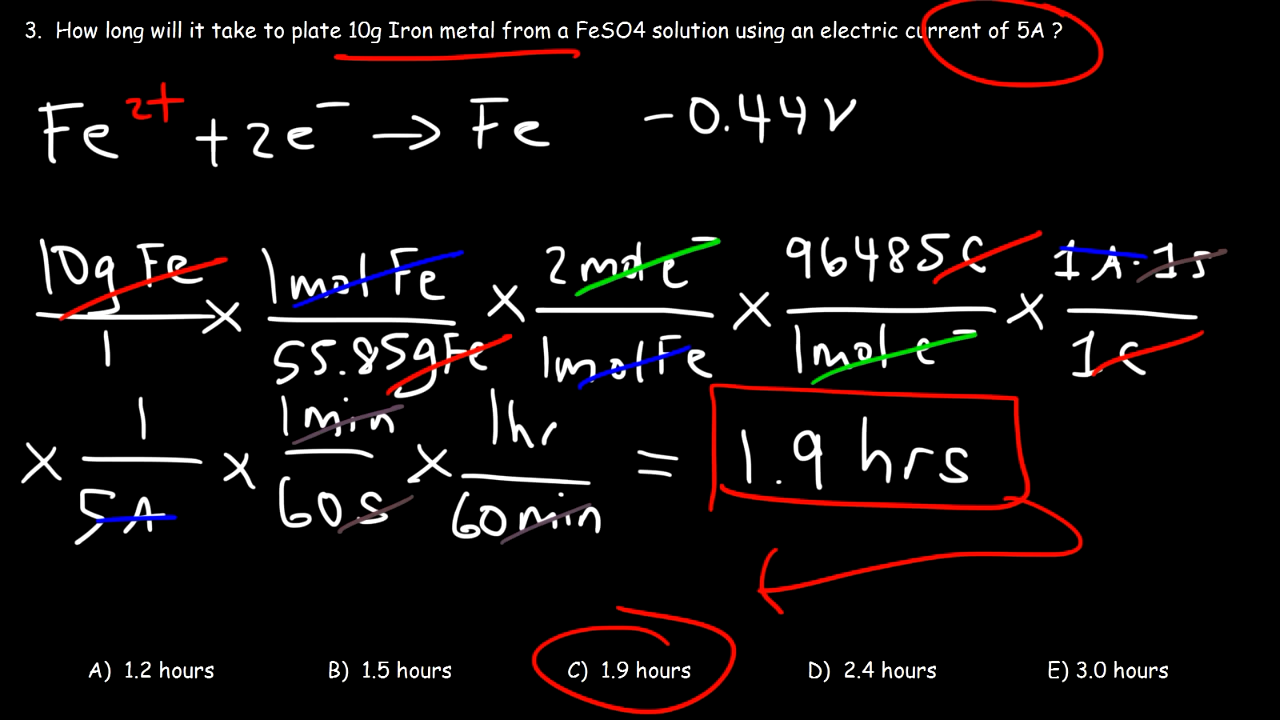 3. How long will it take to plate 10g Iron metal from a FeSO4 solution using an electric current of 5A ?
Fe 2+ + 2e⁻ → Fe −0.44V
10g Fe / 1 × 1mol Fe / 55.85gFe × 2mol e⁻ / 1mol Fe × 96485C / 1mol e⁻ × 1A·1s / 1C
× 1 / 5A × 1min / 60s × 1hr / 60min = 1.9 hrs
A) 1.2 hours B) 1.5 hours C) 1.9 hours D) 2.4 hours E) 3.0 hours